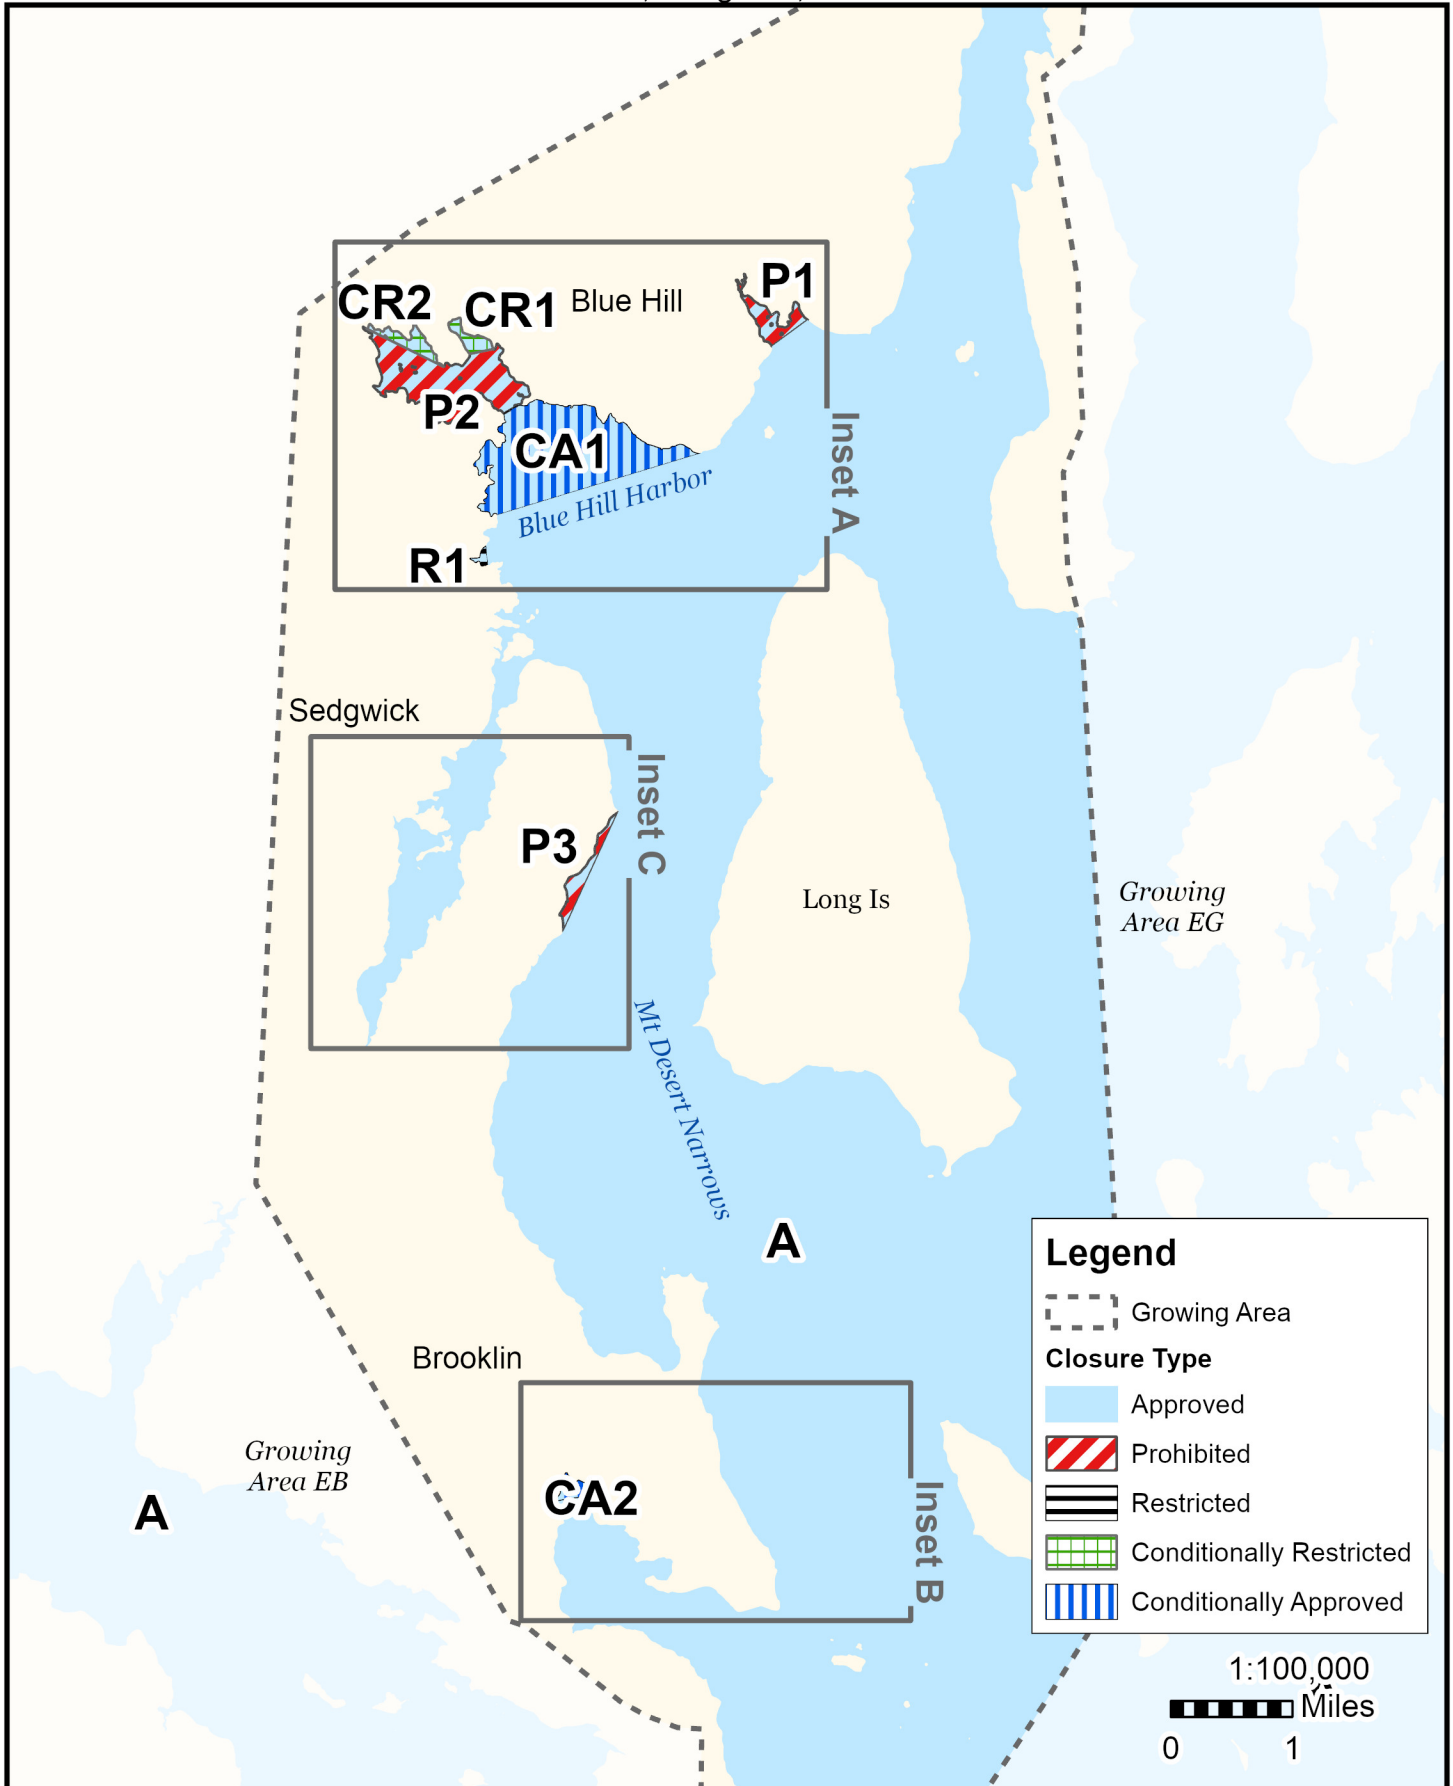 CR2
CR1
Blue Hill
P1
P2
CA1
Blue Hill Harbor
Inset A
R1
Sedgwick
Inset C
P3
Long Is
Growing
Area EG
Mt Desert Narrows
A
Brooklin
Growing
Area EB
A
CA2
Inset B
Legend
Growing Area
Closure Type
Approved
Prohibited
Restricted
Conditionally Restricted
Conditionally Approved
1:100,000
Miles
0 1